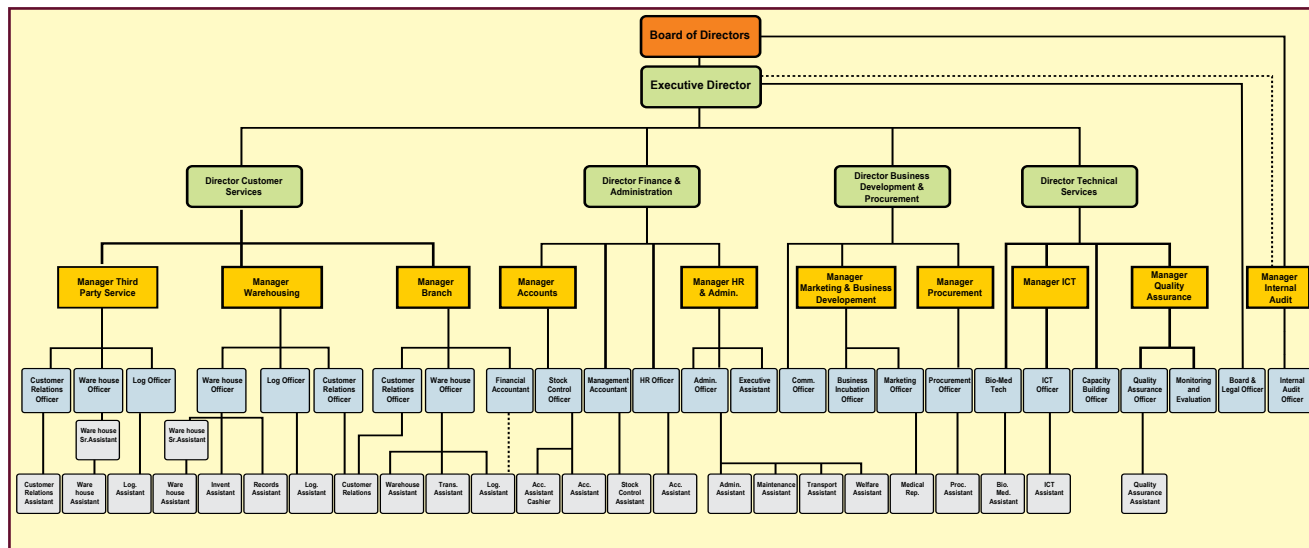 Board of Directors
Executive Director
Director Customer
Services
Director Finance &
Administration
Director Business
Development &
Procurement
Director Technical
Services
Manager Third
Party Service
Manager
Warehousing
Manager
Branch
Manager
Accounts
Manager HR
& Admin.
Manager
Marketing & Business
Developement
Manager
Procurement
Manager ICT
Manager
Quality
Assurance
Manager
Internal
Audit
Customer
Relations
Officer
Ware house
Officer
Log Officer
Ware house
Officer
Log Officer
Customer
Relations
Officer
Customer
Relations
Officer
Ware house
Officer
Financial
Accountant
Stock
Control
Officer
Management
Accountant
HR Officer
Admin.
Officer
Executive
Assistant
Comm.
Officer
Business
Incubation
Officer
Marketing
Officer
Procurement
Officer
Bio-Med
Tech
ICT
Officer
Capacity
Building
Officer
Quality
Assurance
Officer
Monitoring
and
Evaluation
Board &
Legal Officer
Internal
Audit
Officer
Ware house
Sr.Assistant
Ware house
Sr.Assistant
Customer
Relations
Assistant
Ware
house
Assistant
Log.
Assistant
Ware
house
Assistant
Invent
Assistant
Records
Assistant
Log.
Assistant
Customer
Relations
Warehouse
Assistant
Trans.
Assistant
Log.
Assistant
Acc.
Assistant
Cashier
Acc.
Assistant
Stock
Control
Assistant
Acc.
Assistant
Admin.
Assistant
Maintenance
Assistant
Transport
Assistant
Welfare
Assistant
Medical
Rep.
Proc.
Assistant
Bio.
Med.
Assistant
ICT
Assistant
Quality
Assurance
Assistant